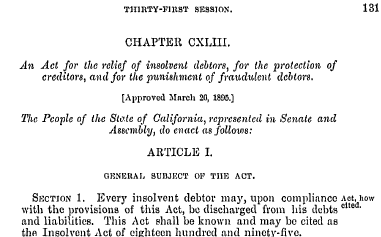 THIRTY-FIRST SESSION. 131
CHAPTER CXLIII.
An Act for the relief of insolvent debtors, for the protection of
creditors, and for the punishment of fraudulent debtors.
[Approved March 26, 1895.]
The People of the State of California, represented in Senate and
Assembly, do enact as follows:
ARTICLE I.
GENERAL SUBJECT OF THE ACT.
SECTION 1. Every insolvent debtor may, upon compliance Act, how
with the provisions of this Act, be discharged from his debts cited.
and liabilities. This Act shall be known and may be cited as
the Insolvent Act of eighteen hundred and ninety-five.